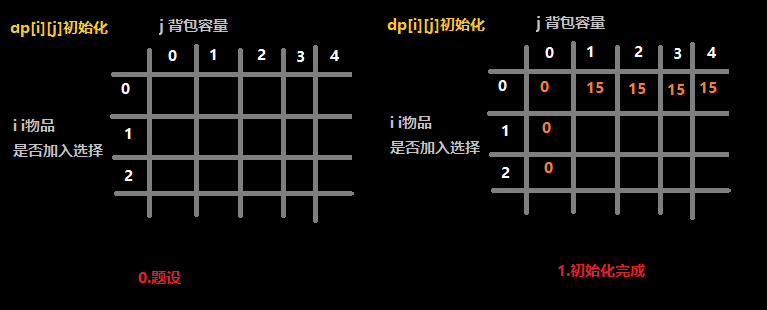 dp[i][j]初始化
j 背包容量
0 1 2 3 4
0
i i物品
是否加入选择
1
2
0.题设
dp[i][j]初始化
j 背包容量
0 1 2 3 4
0 0 15 15 15 15
i i物品
是否加入选择
1 0
2 0
1.初始化完成